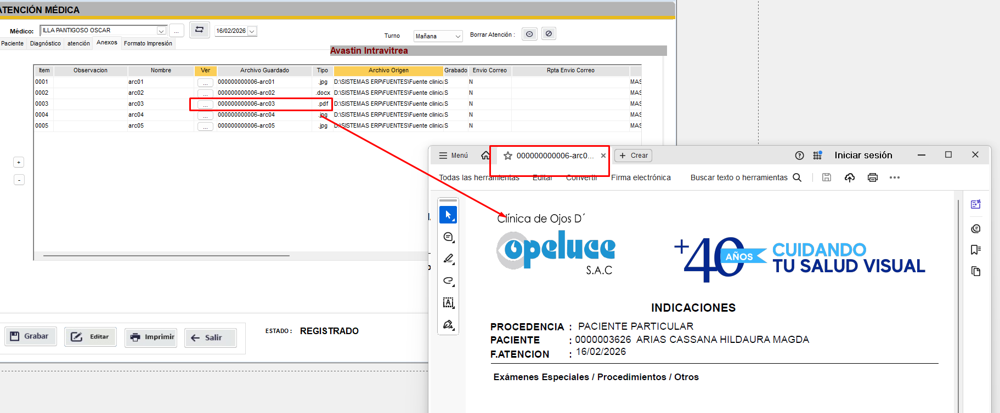 ATENCIÓN MÉDICA
Médico: ILLA PANTIGOSO OSCAR ... 16/02/2026
Turno Mañana Borrar Atención :
Paciente Diagnóstico atención Anexos Formato Impresión
Avastin Intravitrea
Item Observacion Nombre Ver Archivo Guardado Tipo Archivo Origen Grabado Envio Correo Rpta Envio Correo
0001 arc01 ... 000000000006-arc01 .jpg D:\SISTEMAS ERP\FUENTES\Fuente clinica S N MAS
0002 arc02 ... 000000000006-arc02 .docx D:\SISTEMAS ERP\FUENTES\Fuente clinica S N MAS
0003 arc03 ... 000000000006-arc03 .pdf D:\SISTEMAS ERP\FUENTES\Fuente clinica S N MAS
0004 arc04 ... 000000000006-arc04 .jpg D:\SISTEMAS ERP\FUENTES\Fuente clinica S N MAS
0005 arc05 ... 000000000006-arc05 .jpg D:\SISTEMAS ERP\FUENTES\Fuente clinica S N MAS
+
-
Grabar Editar Imprimir Salir
ESTADO : REGISTRADO
Menú 000000000006-arc0... + Crear Iniciar sesión
Todas las herramientas Editar Convertir Firma electrónica Buscar texto o herramientas
Clínica de Ojos D´
opeluce
S.A.C
+40 AÑOS CUIDANDO
TU SALUD VISUAL
INDICACIONES
PROCEDENCIA : PACIENTE PARTICULAR
PACIENTE : 0000003626 ARIAS CASSANA HILDAURA MAGDA
F.ATENCION : 16/02/2026
Exámenes Especiales / Procedimientos / Otros